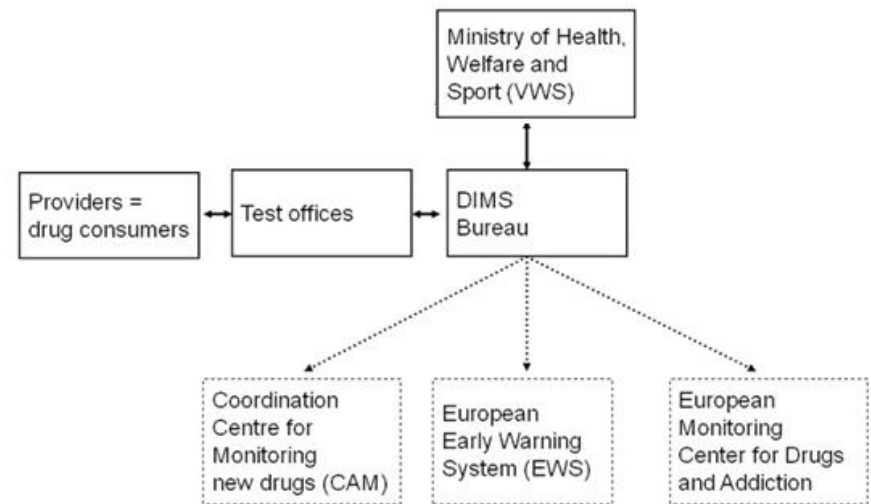 Ministry of Health,
Welfare and
Sport (VWS)
Providers =
drug consumers
Test offices
DIMS
Bureau
Coordination
Centre for
Monitoring
new drugs (CAM)
European
Early Warning
System (EWS)
European
Monitoring
Center for Drugs
and Addiction